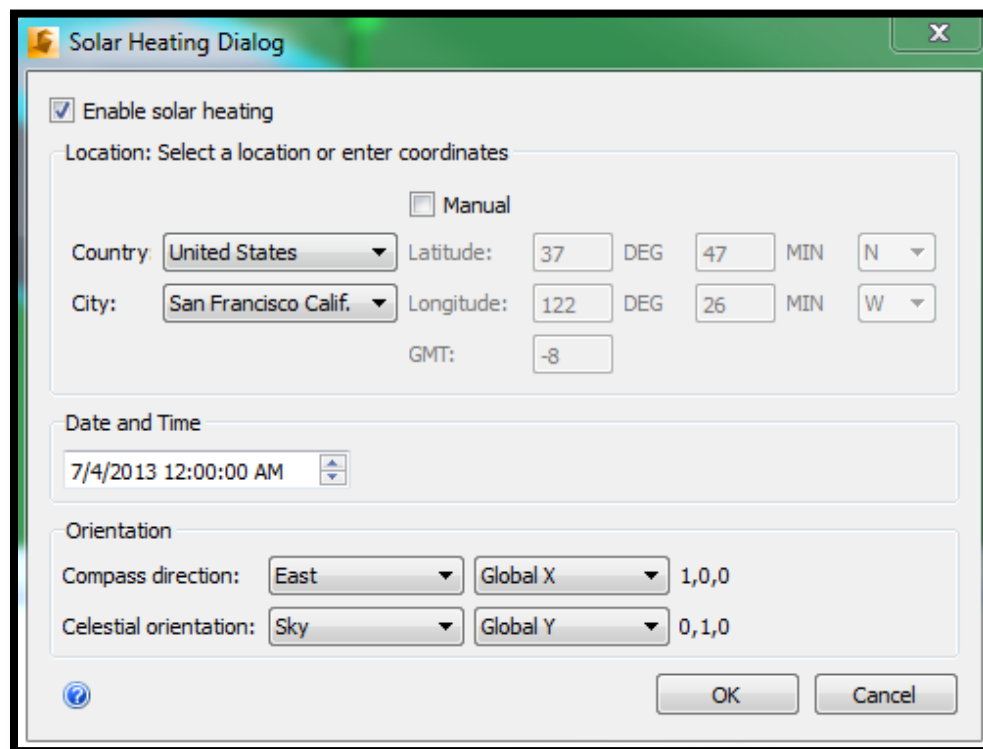 Solar Heating Dialog
Enable solar heating
Location: Select a location or enter coordinates
Manual
Country: United States Latitude: 37 DEG 47 MIN N
City: San Francisco Calif. Longitude: 122 DEG 26 MIN W
GMT: -8
Date and Time
7/4/2013 12:00:00 AM
Orientation
Compass direction: East Global X 1,0,0
Celestial orientation: Sky Global Y 0,1,0
OK Cancel